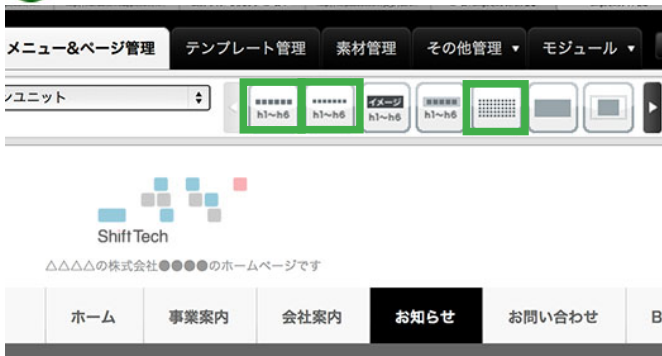 メニュー&ページ管理 テンプレート管理 素材管理 その他管理 ▼ モジュール ▼
ンユニット
h1~h6 h1~h6 イメージ h1~h6 h1~h6
Shift Tech
△△△△の株式会社●●●●のホームページです
ホーム 事業案内 会社案内 お知らせ お問い合わせ B